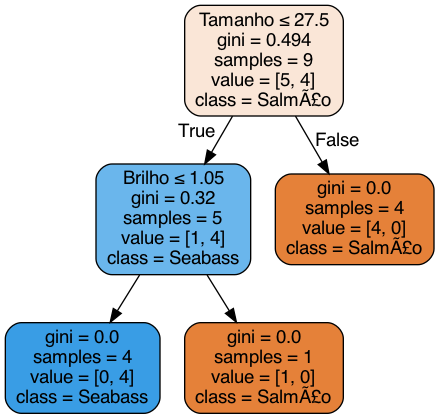 Tamanho ≤ 27.5
gini = 0.494
samples = 9
value = [5, 4]
class = SalmÃ£o
True
False
Brilho ≤ 1.05
gini = 0.32
samples = 5
value = [1, 4]
class = Seabass
gini = 0.0
samples = 4
value = [4, 0]
class = SalmÃ£o
gini = 0.0
samples = 4
value = [0, 4]
class = Seabass
gini = 0.0
samples = 1
value = [1, 0]
class = SalmÃ£o